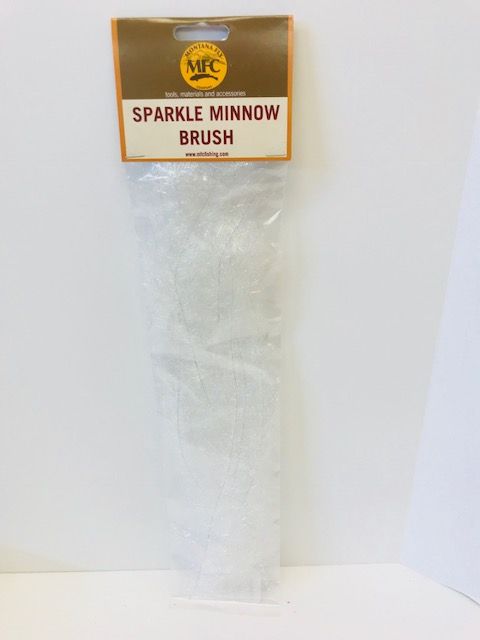 MONTANA FLY
MFC
tools, materials and accessories
SPARKLE MINNOW
BRUSH
www.mfcfishing.com